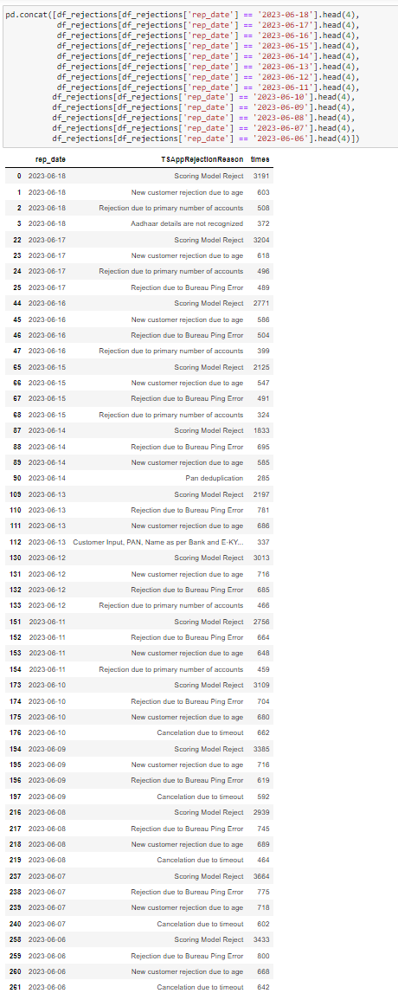 pd.concat([df_rejections[df_rejections['rep_date'] == '2023-06-18'].head(4),
df_rejections[df_rejections['rep_date'] == '2023-06-17'].head(4),
df_rejections[df_rejections['rep_date'] == '2023-06-16'].head(4),
df_rejections[df_rejections['rep_date'] == '2023-06-15'].head(4),
df_rejections[df_rejections['rep_date'] == '2023-06-14'].head(4),
df_rejections[df_rejections['rep_date'] == '2023-06-13'].head(4),
df_rejections[df_rejections['rep_date'] == '2023-06-12'].head(4),
df_rejections[df_rejections['rep_date'] == '2023-06-11'].head(4),
df_rejections[df_rejections['rep_date'] == '2023-06-10'].head(4),
df_rejections[df_rejections['rep_date'] == '2023-06-09'].head(4),
df_rejections[df_rejections['rep_date'] == '2023-06-08'].head(4),
df_rejections[df_rejections['rep_date'] == '2023-06-07'].head(4),
df_rejections[df_rejections['rep_date'] == '2023-06-06'].head(4)])
rep_date TSAppRejectionReason times
0 2023-06-18 Scoring Model Reject 3191
1 2023-06-18 New customer rejection due to age 603
2 2023-06-18 Rejection due to primary number of accounts 508
3 2023-06-18 Aadhaar details are not recognized 372
22 2023-06-17 Scoring Model Reject 3204
23 2023-06-17 New customer rejection due to age 618
24 2023-06-17 Rejection due to primary number of accounts 496
25 2023-06-17 Rejection due to Bureau Ping Error 489
44 2023-06-16 Scoring Model Reject 2771
45 2023-06-16 New customer rejection due to age 586
46 2023-06-16 Rejection due to Bureau Ping Error 504
47 2023-06-16 Rejection due to primary number of accounts 399
65 2023-06-15 Scoring Model Reject 2125
66 2023-06-15 New customer rejection due to age 547
67 2023-06-15 Rejection due to Bureau Ping Error 491
68 2023-06-15 Rejection due to primary number of accounts 324
87 2023-06-14 Scoring Model Reject 1833
88 2023-06-14 Rejection due to Bureau Ping Error 695
89 2023-06-14 New customer rejection due to age 585
90 2023-06-14 Pan deduplication 285
109 2023-06-13 Scoring Model Reject 2197
110 2023-06-13 Rejection due to Bureau Ping Error 781
111 2023-06-13 New customer rejection due to age 686
112 2023-06-13 Customer Input, PAN, Name as per Bank and E-KY... 337
130 2023-06-12 Scoring Model Reject 3013
131 2023-06-12 New customer rejection due to age 716
132 2023-06-12 Rejection due to Bureau Ping Error 685
133 2023-06-12 Rejection due to primary number of accounts 466
151 2023-06-11 Scoring Model Reject 2756
152 2023-06-11 Rejection due to Bureau Ping Error 664
153 2023-06-11 New customer rejection due to age 648
154 2023-06-11 Rejection due to primary number of accounts 459
173 2023-06-10 Scoring Model Reject 3109
174 2023-06-10 Rejection due to Bureau Ping Error 704
175 2023-06-10 New customer rejection due to age 680
176 2023-06-10 Cancelation due to timeout 662
194 2023-06-09 Scoring Model Reject 3385
195 2023-06-09 New customer rejection due to age 716
196 2023-06-09 Rejection due to Bureau Ping Error 619
197 2023-06-09 Cancelation due to timeout 592
216 2023-06-08 Scoring Model Reject 2939
217 2023-06-08 Rejection due to Bureau Ping Error 745
218 2023-06-08 New customer rejection due to age 689
219 2023-06-08 Cancelation due to timeout 464
237 2023-06-07 Scoring Model Reject 3664
238 2023-06-07 Rejection due to Bureau Ping Error 775
239 2023-06-07 New customer rejection due to age 718
240 2023-06-07 Cancelation due to timeout 602
258 2023-06-06 Scoring Model Reject 3433
259 2023-06-06 Rejection due to Bureau Ping Error 800
260 2023-06-06 New customer rejection due to age 668
261 2023-06-06 Cancelation due to timeout 642